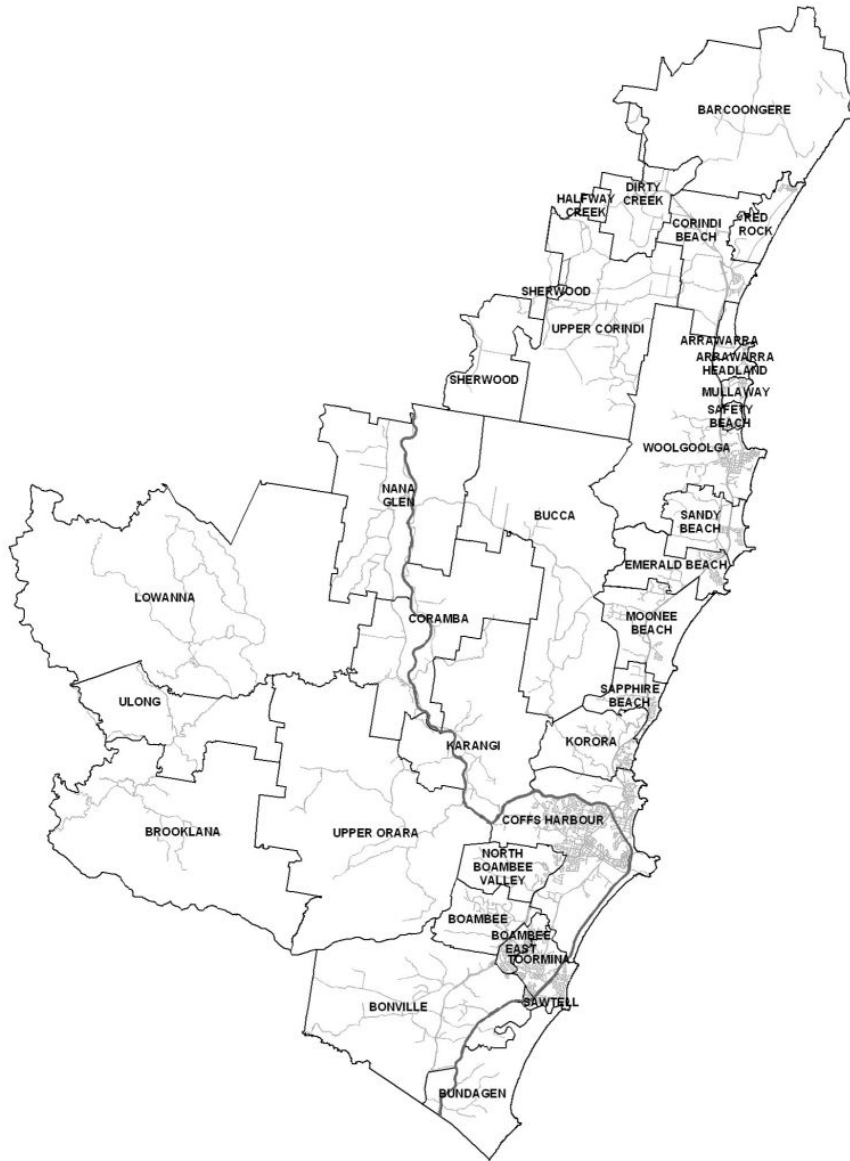 BARCOONGERE
DIRTY
CREEK
HALFWAY
CREEK
RED
ROCK
CORINDI
BEACH
SHERWOOD
UPPER CORINDI
ARRAWARRA
ARRAWARRA
HEADLAND
SHERWOOD
MULLAWAY
SAFETY
BEACH
WOOLGOOLGA
NANA
GLEN
BUCCA
SANDY
BEACH
EMERALD BEACH
LOWANNA
CORAMBA
MOONEE
BEACH
ULONG
SAPPHIRE
BEACH
KARANGI
KORORA
BROOKLANA
UPPER ORARA
COFFS HARBOUR
NORTH
BOAMBEE
VALLEY
BOAMBEE
BOAMBEE
EAST
TOORMINA
BONVILLE
SAWTELL
BUNDAGEN